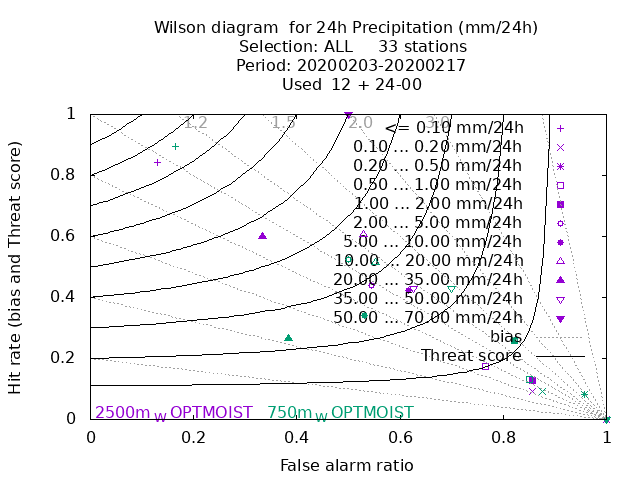 Wilson diagram  for 24h Precipitation (mm/24h)
Selection: ALL     33 stations
Period: 20200203-20200217
Used  12 + 24-00
Hit rate (bias and Threat score)
1
0.8
0.6
0.4
0.2
0
1.2
1.5
2.0
3.0
<= 0.10 mm/24h
0.10 ... 0.20 mm/24h
0.20 ... 0.50 mm/24h
0.50 ... 1.00 mm/24h
1.00 ... 2.00 mm/24h
2.00 ... 5.00 mm/24h
5.00 ... 10.00 mm/24h
10.00 ... 20.00 mm/24h
20.00 ... 35.00 mm/24h
35.00 ... 50.00 mm/24h
50.00 ... 70.00 mm/24h
bias
Threat score
2500m W OPTMOIST   750m W OPTMOIST
0 0.2 0.4 0.6 0.8 1
False alarm ratio